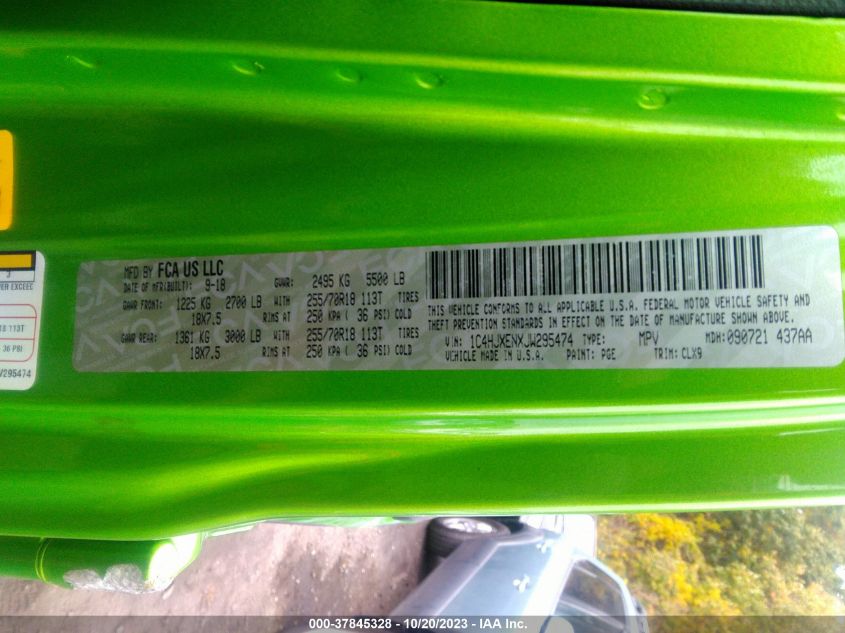 MFD BY FCA US LLC
DATE OF MFR(BUILT): 9-18 GVWR: 2495 KG 5500 LB
GAWR FRONT: 1225 KG 2700 LB WITH 255/70R18 113T TIRES
18X7.5 RIMS AT 250 KPA ( 36 PSI) COLD
GAWR REAR: 1361 KG 3000 LB WITH 255/70R18 113T TIRES
18X7.5 RIMS AT 250 KPA ( 36 PSI) COLD
THIS VEHICLE CONFORMS TO ALL APPLICABLE U.S.A. FEDERAL MOTOR VEHICLE SAFETY AND
THEFT PREVENTION STANDARDS IN EFFECT ON THE DATE OF MANUFACTURE SHOWN ABOVE.
VIN: 1C4HJXENXJW295474 TYPE: MPV MDH:090721 437AA
VEHICLE MADE IN U.S.A. PAINT: PGE TRIM: CLX9
3
EXCEED
18 113T
36 PSI
295474
000-37845328 - 10/20/2023 - IAA Inc.